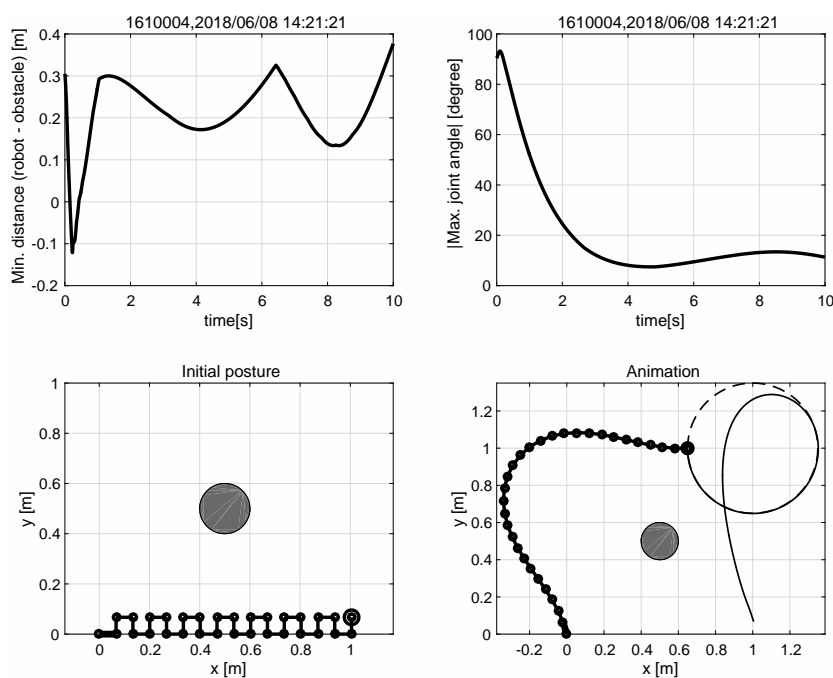 1610004,2018/06/08 14:21:21
Min. distance (robot - obstacle) [m]
0.4
0.3
0.2
0.1
0
-0.1
-0.2
0 2 4 6 8 10
time[s]
1610004,2018/06/08 14:21:21
|Max. joint angle| [degree]
100
80
60
40
20
0
0 2 4 6 8 10
time[s]
Initial posture
y [m]
1
0.8
0.6
0.4
0.2
0
0 0.2 0.4 0.6 0.8 1
x [m]
Animation
y [m]
1.2
1
0.8
0.6
0.4
0.2
0
-0.2 0 0.2 0.4 0.6 0.8 1 1.2
x [m]